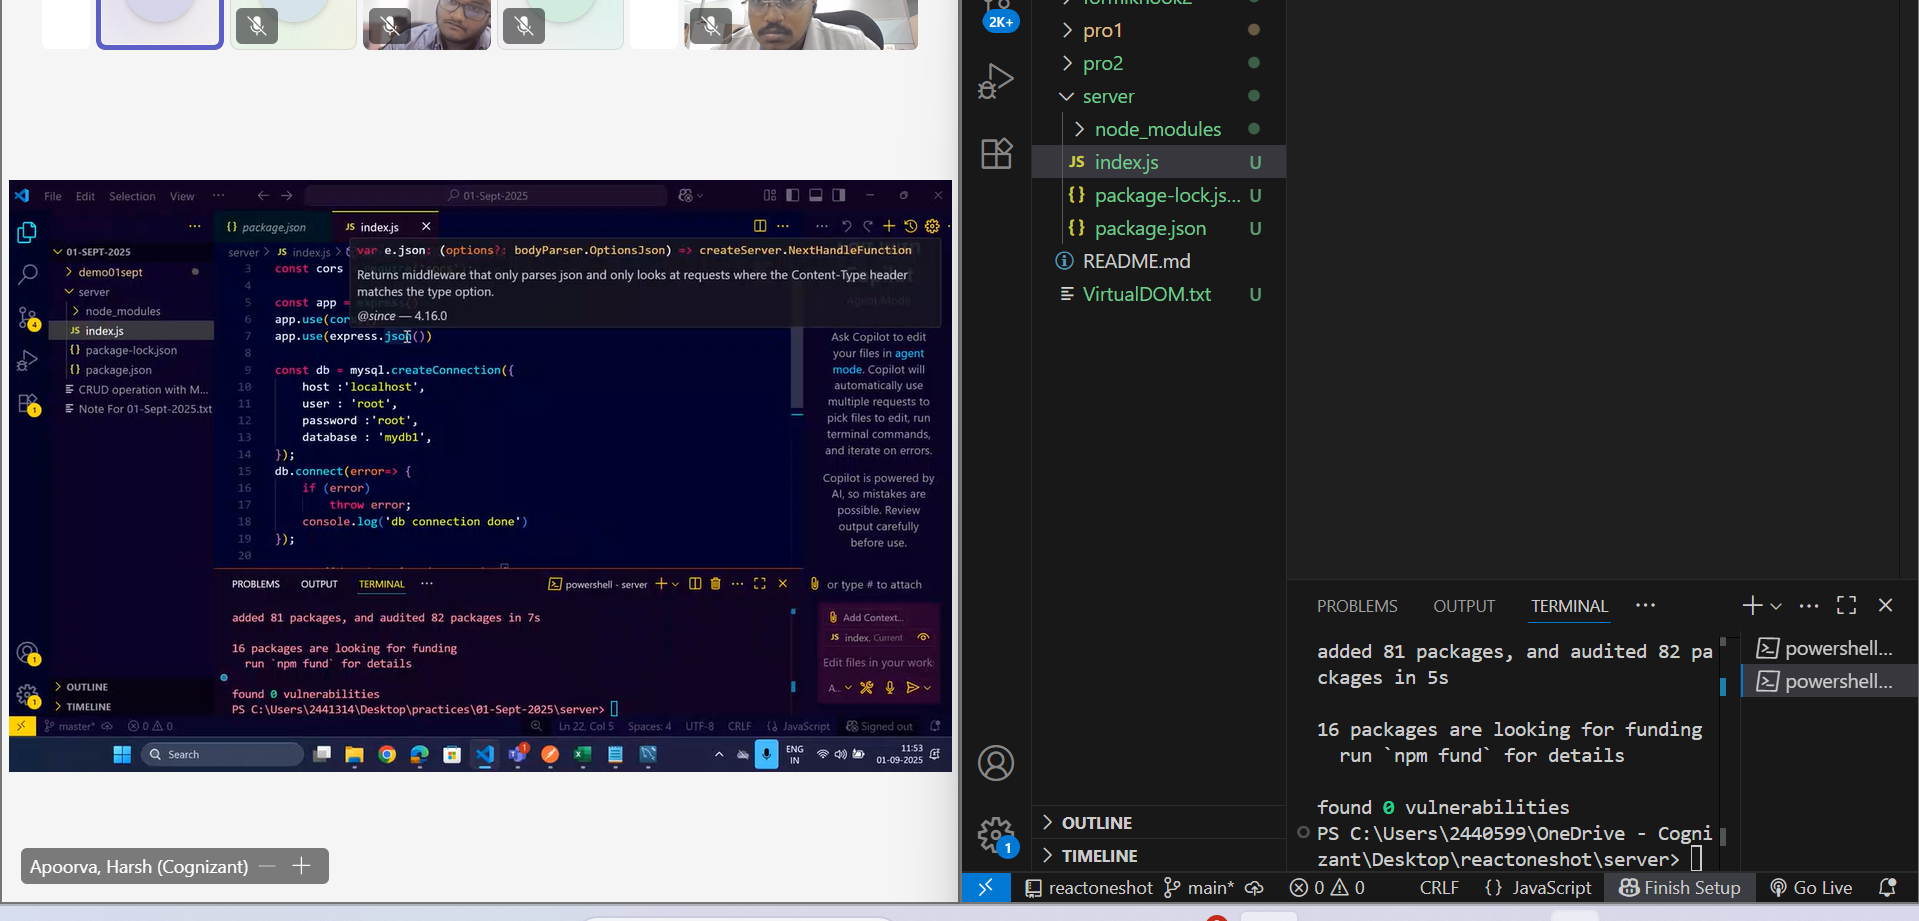 File Edit Selection View ··· 01-Sept-2025
01-SEPT-2025
demo01sept
server
node_modules
index.js
package-lock.json
package.json
CRUD operation with M...
Note For 01-Sept-2025.txt
OUTLINE
TIMELINE
package.json
index.js
server > index.js >
var e.json: (options?: bodyParser.OptionsJson) => createServer.NextHandleFunction
Returns middleware that only parses json and only looks at requests where the Content-Type header
matches the type option.
@since — 4.16.0
3 const cors
4
5 const app =
6 app.use(cor
7 app.use(express.json())
8
9 const db = mysql.createConnection({
10 host :'localhost',
11 user : 'root',
12 password :'root',
13 database : 'mydb1',
14 });
15 db.connect(error=> {
16 if (error)
17 throw error;
18 console.log('db connection done')
19 });
20
Agent Mode
Ask Copilot to edit
your files in agent
mode. Copilot will
automatically use
multiple requests to
pick files to edit, run
terminal commands,
and iterate on errors.
Copilot is powered by
AI, so mistakes are
possible. Review
output carefully
before use.
PROBLEMS OUTPUT TERMINAL ··· powershell - server
or type # to attach
Add Context...
index. Current
Edit files in your work
A...
added 81 packages, and audited 82 packages in 7s
16 packages are looking for funding
run `npm fund` for details
found 0 vulnerabilities
PS C:\Users\2441314\Desktop\practices\01-Sept-2025\server>
master* 0 0 Ln 22, Col 5 Spaces: 4 UTF-8 CRLF {} JavaScript Signed out
Search
ENG
IN
11:53
01-09-2025
Apoorva, Harsh (Cognizant)
2K+
pro1
pro2
server
node_modules
JS index.js U
package-lock.js... U
package.json U
README.md
VirtualDOM.txt U
OUTLINE
TIMELINE
1
PROBLEMS OUTPUT TERMINAL ···
added 81 packages, and audited 82 pa
ckages in 5s
16 packages are looking for funding
run `npm fund` for details
found 0 vulnerabilities
PS C:\Users\2440599\OneDrive - Cogni
zant\Desktop\reactoneshot\server>
powershell...
powershell...
reactoneshot main* 0 0 CRLF {} JavaScript Finish Setup Go Live